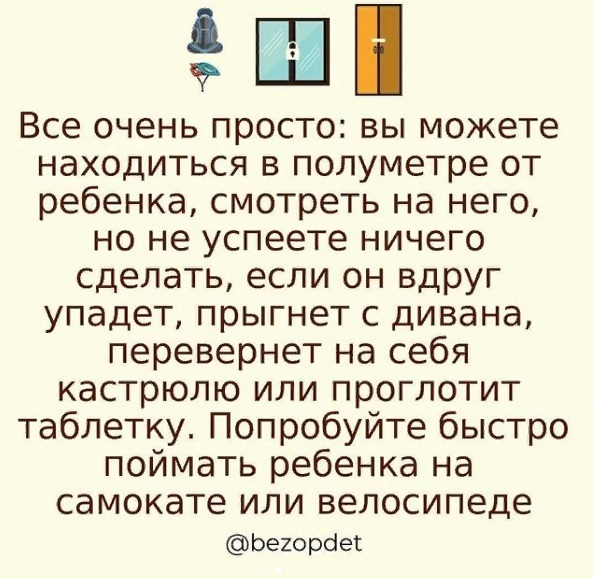 Все очень просто: вы можете
находиться в полуметре от
ребенка, смотреть на него,
но не успеете ничего
сделать, если он вдруг
упадет, прыгнет с дивана,
перевернет на себя
кастрюлю или проглотит
таблетку. Попробуйте быстро
поймать ребенка на
самокате или велосипеде
@bezopdet